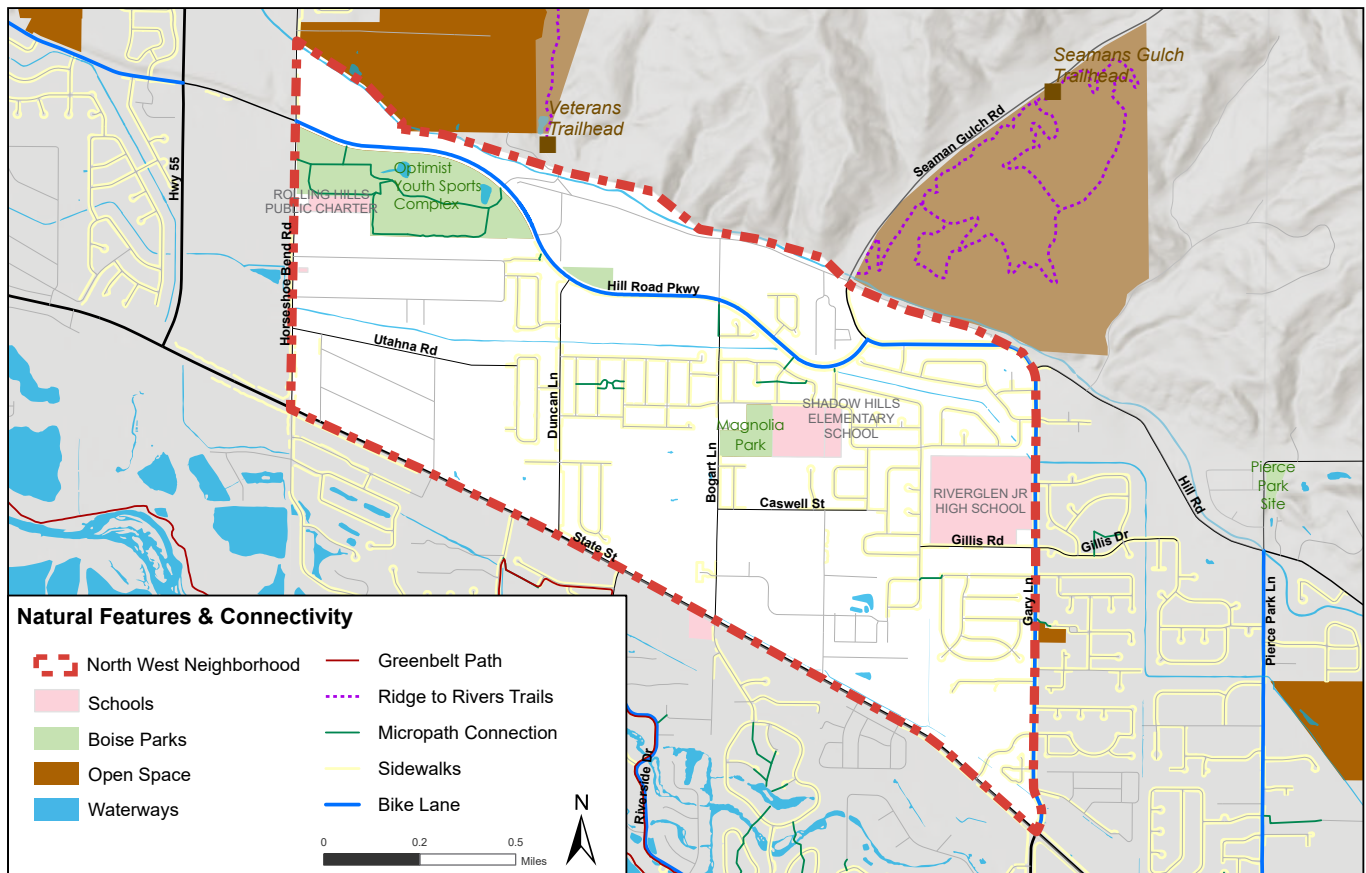 Seamans Gulch
Trailhead
Veterans
Trailhead
Seaman Gulch Rd
Hwy 55
Optimist
Youth Sports
Complex
ROLLING HILLS
PUBLIC CHARTER
Horseshoe Bend Rd
Hill Road Pkwy
Utahna Rd
Duncan Ln
SHADOW HILLS
ELEMENTARY
SCHOOL
Magnolia
Park
Bogart Ln
Caswell St
RIVERGLEN JR
HIGH SCHOOL
Pierce
Park
Site
Hill Rd
Gillis Rd
Gillis Dr
State St
Gary Ln
Pierce Park Ln
Riverside Dr
Natural Features & Connectivity
North West Neighborhood
Schools
Boise Parks
Open Space
Waterways
Greenbelt Path
Ridge to Rivers Trails
Micropath Connection
Sidewalks
Bike Lane
N
0 0.2 0.5
Miles